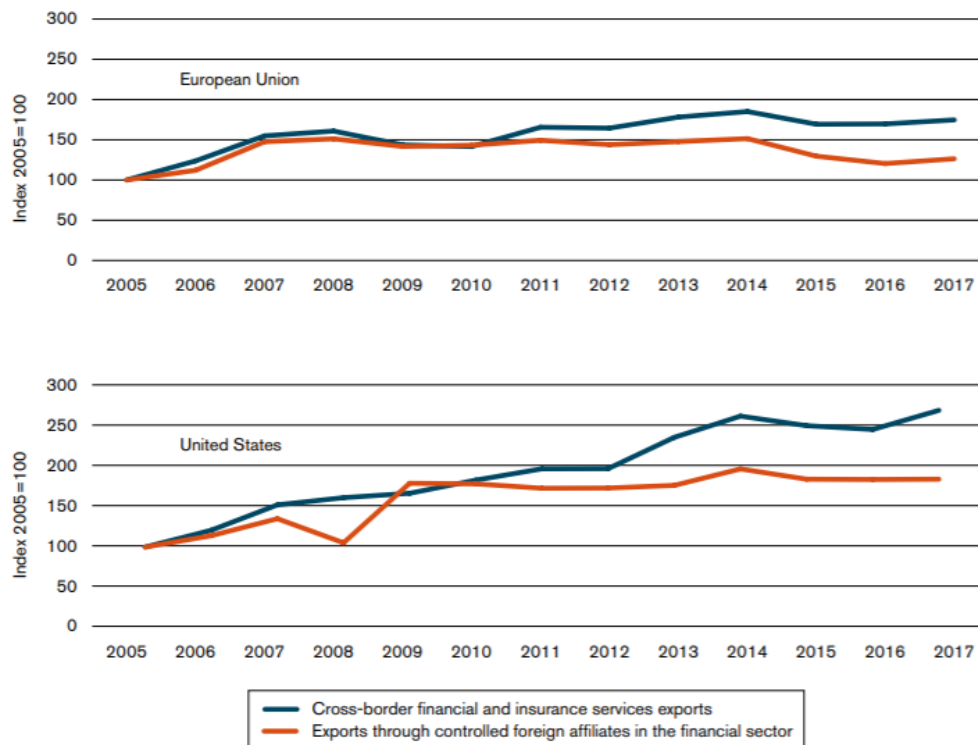 300
250
European Union
200
150
100
50
0
Index 2005=100
2005 2006 2007 2008 2009 2010 2011 2012 2013 2014 2015 2016 2017
300
250
United States
200
150
100
50
0
Index 2005=100
2005 2006 2007 2008 2009 2010 2011 2012 2013 2014 2015 2016 2017
Cross-border financial and insurance services exports
Exports through controlled foreign affiliates in the financial sector